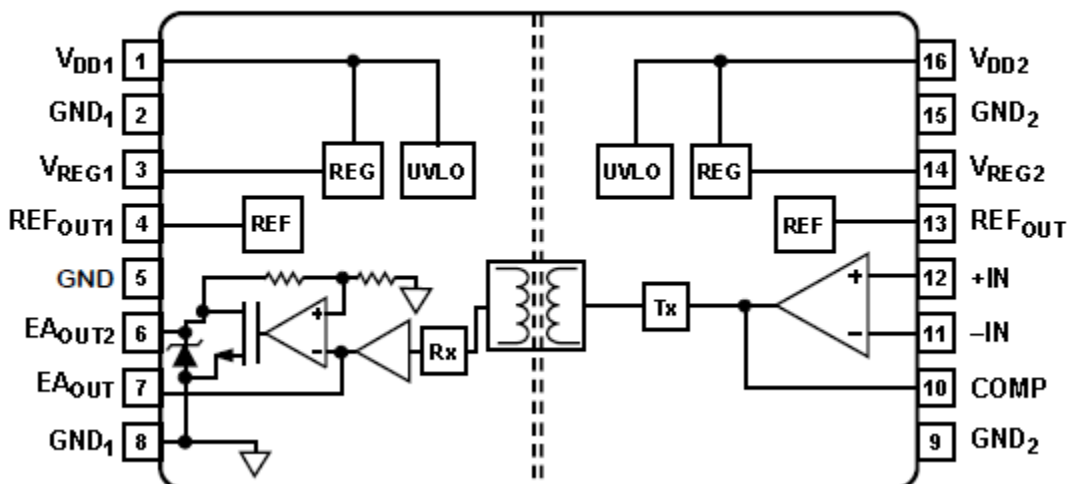 VDD1 1
GND1 2
VREG1 3
REFOUT1 4
GND 5
EAOUT2 6
EAOUT 7
GND1 8
REG
UVLO
REF
+
−
Rx
Tx
UVLO
REG
REF
+
−
16 VDD2
15 GND2
14 VREG2
13 REFOUT
12 +IN
11 −IN
10 COMP
9 GND2